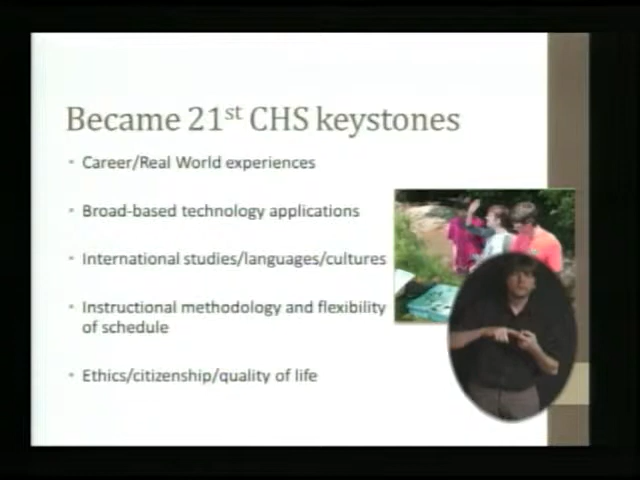 Became 21st CHS keystones
• Career/Real World experiences
• Broad-based technology applications
• International studies/languages/cultures
• Instructional methodology and flexibility
of schedule
• Ethics/citizenship/quality of life